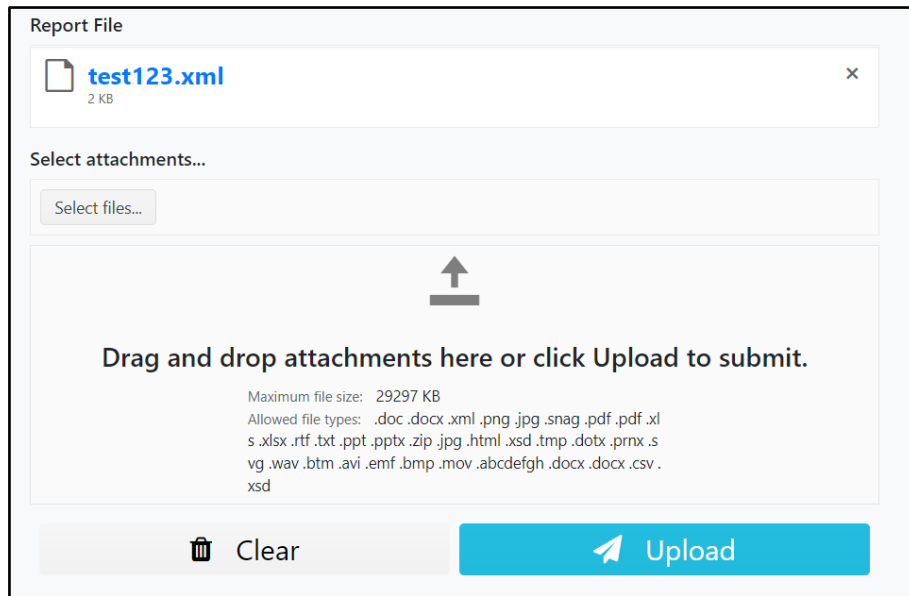 Report File
test123.xml
2 KB
Select attachments...
Select files...
Drag and drop attachments here or click Upload to submit.
Maximum file size: 29297 KB
Allowed file types: .doc .docx .xml .png .jpg .snag .pdf .pdf .xl
s .xlsx .rtf .txt .ppt .pptx .zip .jpg .html .xsd .tmp .dotx .prnx .s
vg .wav .btm .avi .emf .bmp .mov .abcdefgh .docx .docx .csv .
xsd
Clear
Upload